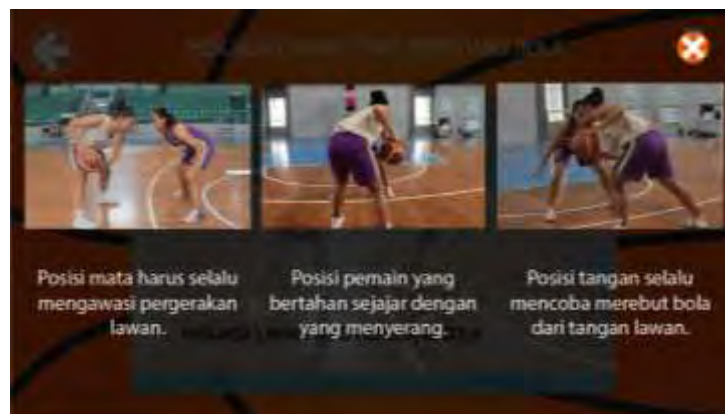 Posisi mata harus selalu
mengawasi pergerakan
lawan.
Posisi pemain yang
bertahan sejajar dengan
yang menyerang.
Posisi tangan selalu
mencoba merebut bola
dari tangan lawan.